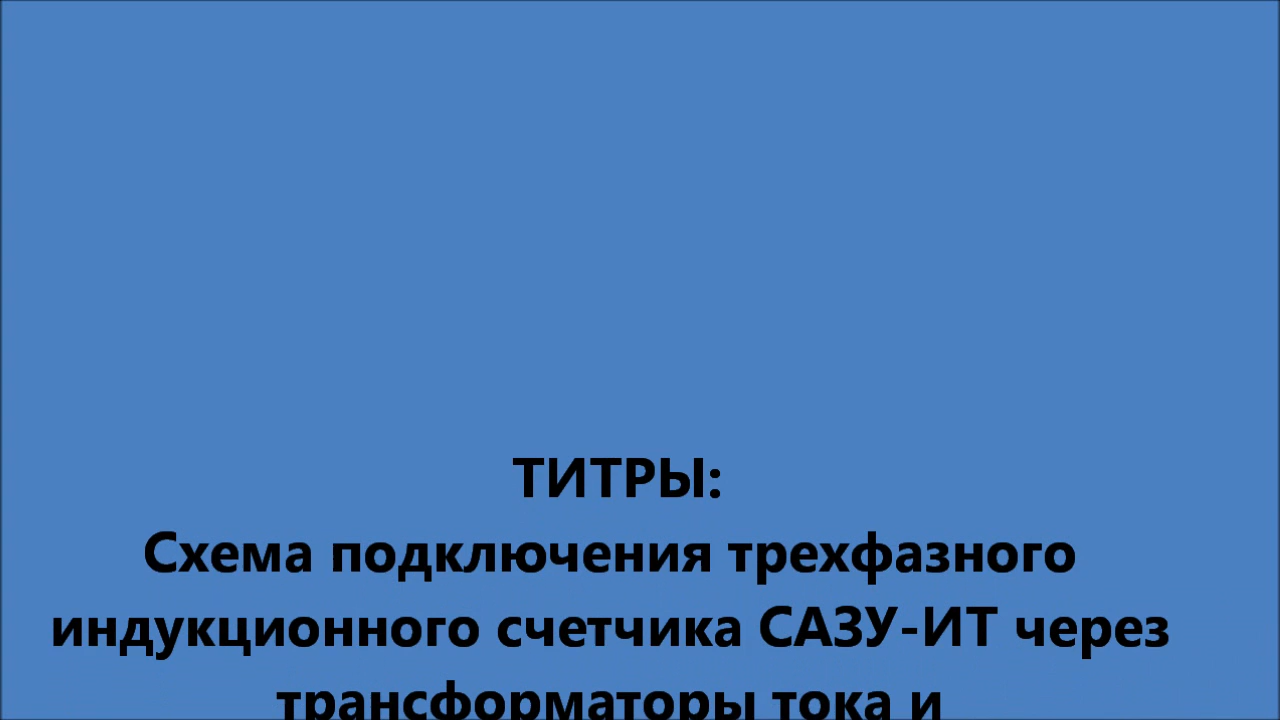 ТИТРЫ:
Схема подключения трехфазного
индукционного счетчика САЗУ-ИТ через
трансформаторы тока и